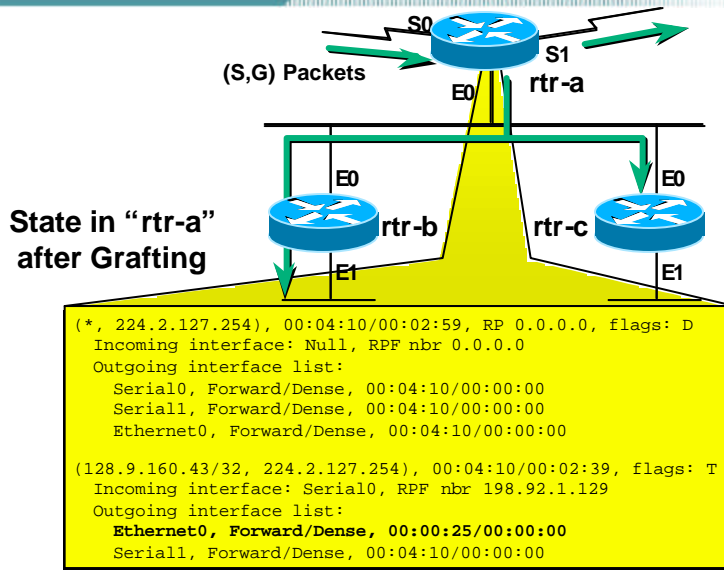 S0
S1
(S,G) Packets
rtr-a
E0
E0
E0
State in “rtr-a”
after Grafting
rtr-b
rtr-c
E1
E1
(*, 224.2.127.254), 00:04:10/00:02:59, RP 0.0.0.0, flags: D
Incoming interface: Null, RPF nbr 0.0.0.0
Outgoing interface list:
Serial0, Forward/Dense, 00:04:10/00:00:00
Serial1, Forward/Dense, 00:04:10/00:00:00
Ethernet0, Forward/Dense, 00:04:10/00:00:00
(128.9.160.43/32, 224.2.127.254), 00:04:10/00:02:39, flags: T
Incoming interface: Serial0, RPF nbr 198.92.1.129
Outgoing interface list:
Ethernet0, Forward/Dense, 00:00:25/00:00:00
Serial1, Forward/Dense, 00:04:10/00:00:00